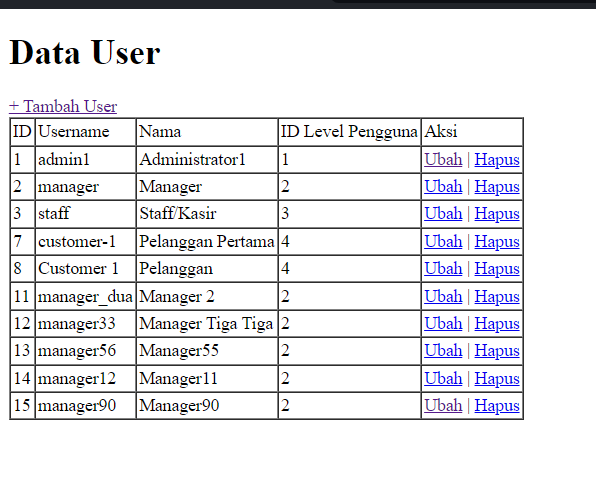 Data User
+ Tambah User
ID Username Nama ID Level Pengguna Aksi
1 admin1 Administrator1 1 Ubah | Hapus
2 manager Manager 2 Ubah | Hapus
3 staff Staff/Kasir 3 Ubah | Hapus
7 customer-1 Pelanggan Pertama 4 Ubah | Hapus
8 Customer 1 Pelanggan 4 Ubah | Hapus
11 manager_dua Manager 2 2 Ubah | Hapus
12 manager33 Manager Tiga Tiga 2 Ubah | Hapus
13 manager56 Manager55 2 Ubah | Hapus
14 manager12 Manager11 2 Ubah | Hapus
15 manager90 Manager90 2 Ubah | Hapus